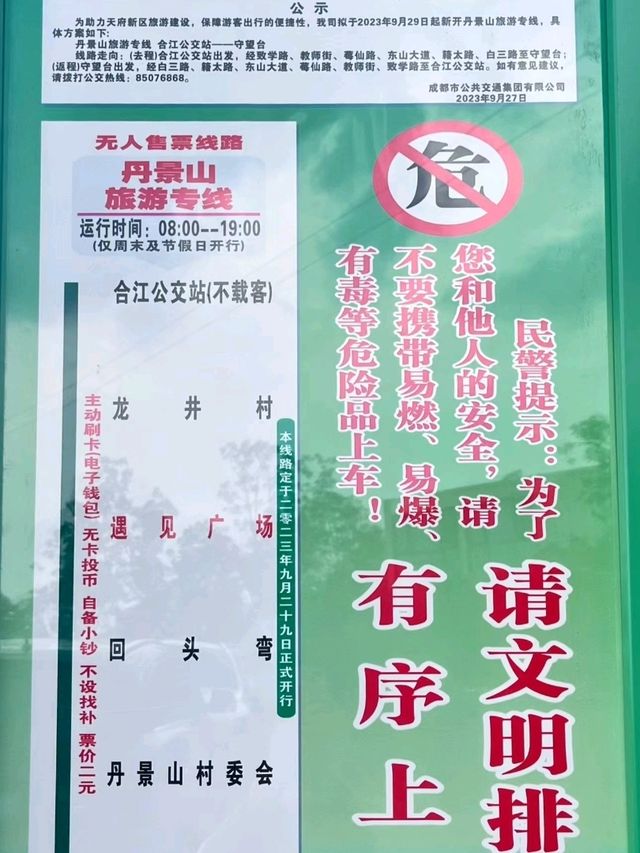 公示
为助力天府新区旅游建设，保障游客出行的便捷性，我司拟于2023年9月29日起新开丹景山旅游专线，具
体方案如下：
丹景山旅游专线 合江公交站——守望台
线路走向：(去程)合江公交站出发，经致学路、教师街、蓦仙路、东山大道、籍太路、白三路至守望台；
(返程)守望台出发，经白三路、籍太路、东山大道、蓦仙路、教师街、致学路至合江公交站。如有意见建议，
请拨打公交热线：85076868。
成都市公共交通集团有限公司
2023年9月27日
无人售票线路
丹景山
旅游专线
运行时间：08:00--19:00
(仅周末及节假日开行)
合江公交站(不载客)
龙井村
遇见广场
回头弯
丹景山村委会
主动刷卡(电子钱包) 无卡投币 自备小钞 不设找补 票价二元
本线路定于二零二三年九月二十九日正式开行
危
民警提示：为了
您和他人的安全，请
不要携带易燃、易爆、
有毒等危险品上车！
请文明排
有序上